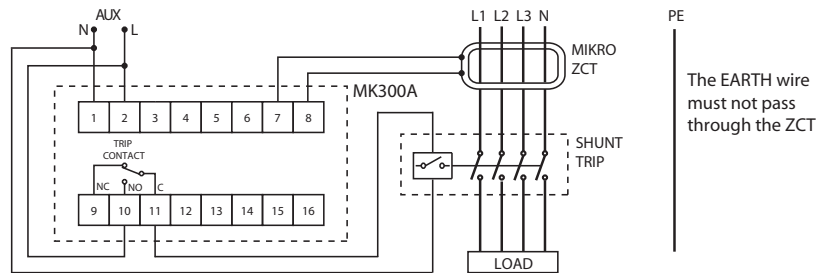 AUX
N L
L1 L2 L3 N
PE
MIKRO
ZCT
MK300A
The EARTH wire
must not pass
through the ZCT
1 2 3 4 5 6 7 8
TRIP
CONTACT
NC NO C
SHUNT
TRIP
9 10 11 12 13 14 15 16
LOAD